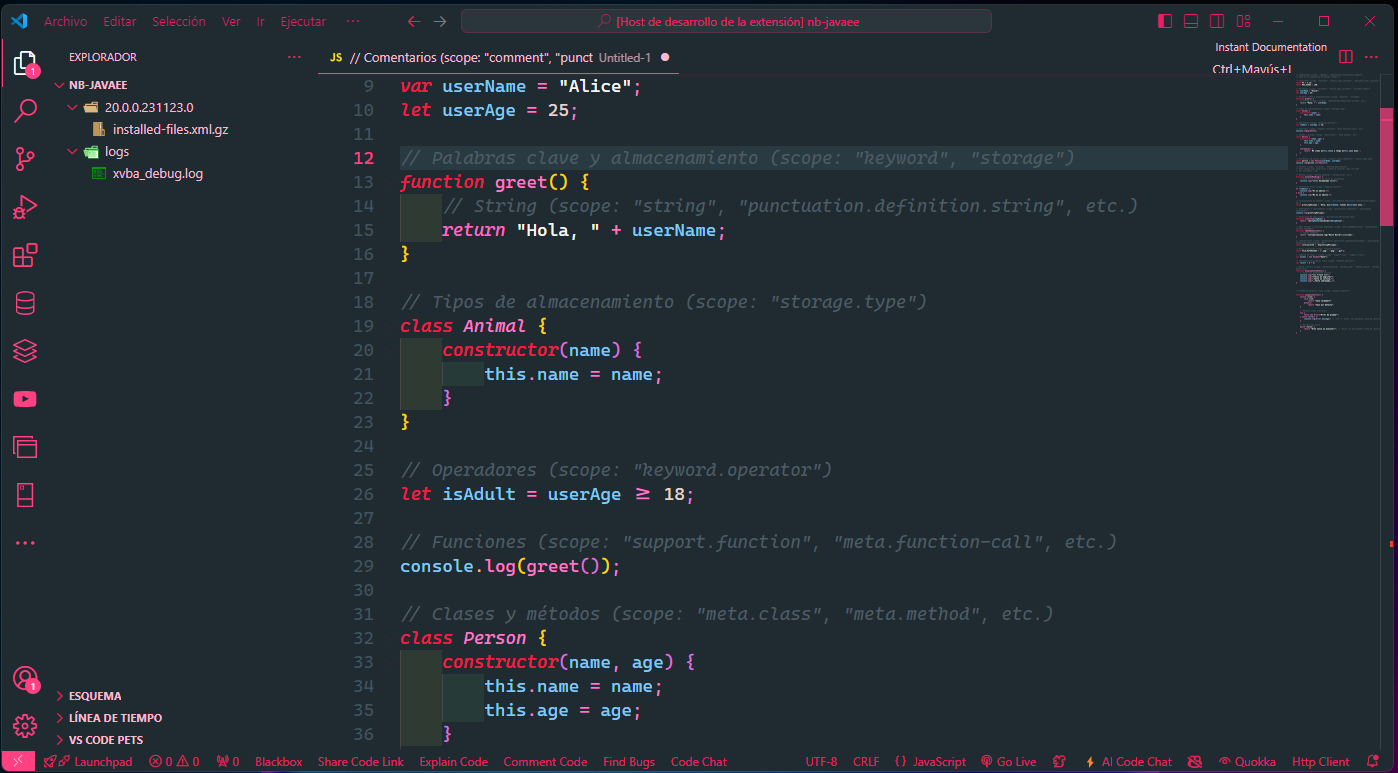 Archivo Editar Selección Ver Ir Ejecutar ··· [Host de desarrollo de la extensión] nb-javaee
EXPLORADOR ···
JS // Comentarios (scope: "comment", "punct Untitled-1
Instant Documentation
Ctrl+Mayús+I
1
NB-JAVAEE
20.0.0.231123.0
installed-files.xml.gz
logs
xvba_debug.log
9 var userName = "Alice";
10 let userAge = 25;
11
12 // Palabras clave y almacenamiento (scope: "keyword", "storage")
13 function greet() {
14 // String (scope: "string", "punctuation.definition.string", etc.)
15 return "Hola, " + userName;
16 }
17
18 // Tipos de almacenamiento (scope: "storage.type")
19 class Animal {
20 constructor(name) {
21 this.name = name;
22 }
23 }
24
25 // Operadores (scope: "keyword.operator")
26 let isAdult = userAge ≥ 18;
27
28 // Funciones (scope: "support.function", "meta.function-call", etc.)
29 console.log(greet());
30
31 // Clases y métodos (scope: "meta.class", "meta.method", etc.)
32 class Person {
33 constructor(name, age) {
34 this.name = name;
35 this.age = age;
36 }
1
ESQUEMA
LÍNEA DE TIEMPO
VS CODE PETS
Launchpad 0 0 0 Blackbox Share Code Link Explain Code Comment Code Find Bugs Code Chat UTF-8 CRLF {} JavaScript Go Live AI Code Chat Quokka Http Client